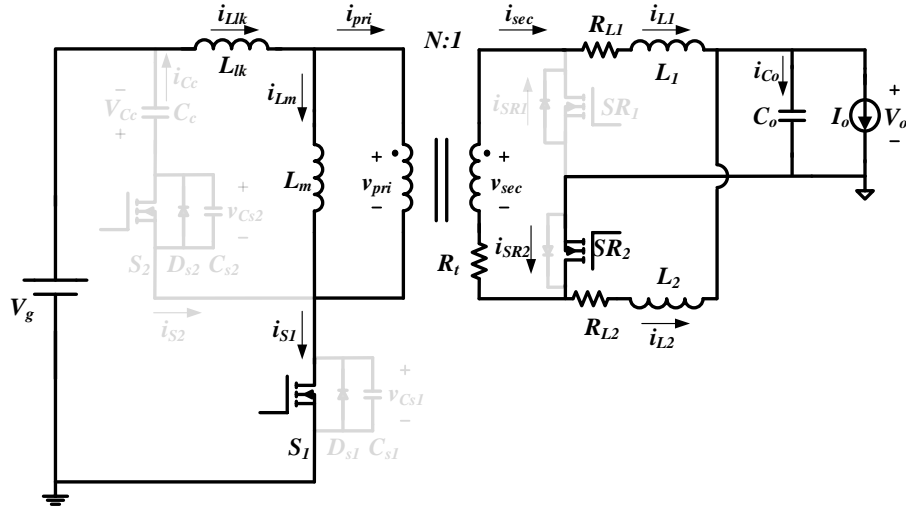 i_Llk
i_pri
N:1
i_sec
R_L1
i_L1
L_lk
L_1
i_Cc
V_Cc
C_c
i_Lm
i_SR1
SR_1
i_Co
C_o
I_o
V_o
L_m
v_pri
v_sec
v_Cs2
S_2
D_s2
C_s2
R_t
i_SR2
SR_2
L_2
V_g
i_S2
i_S1
R_L2
i_L2
v_Cs1
S_1
D_s1
C_s1